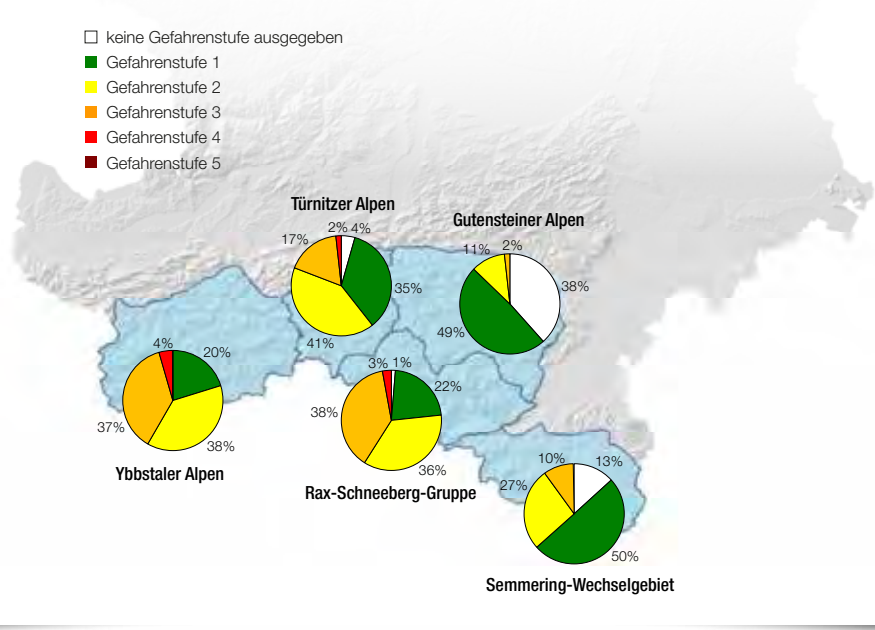 keine Gefahrenstufe ausgegeben
Gefahrenstufe 1
Gefahrenstufe 2
Gefahrenstufe 3
Gefahrenstufe 4
Gefahrenstufe 5
Türnitzer Alpen
2% 4%
17%
35%
41%
Gutensteiner Alpen
11% 2%
38%
49%
4%
20%
37%
38%
Ybbstaler Alpen
3% 1%
22%
38%
36%
Rax-Schneeberg-Gruppe
10% 13%
27%
50%
Semmering-Wechselgebiet